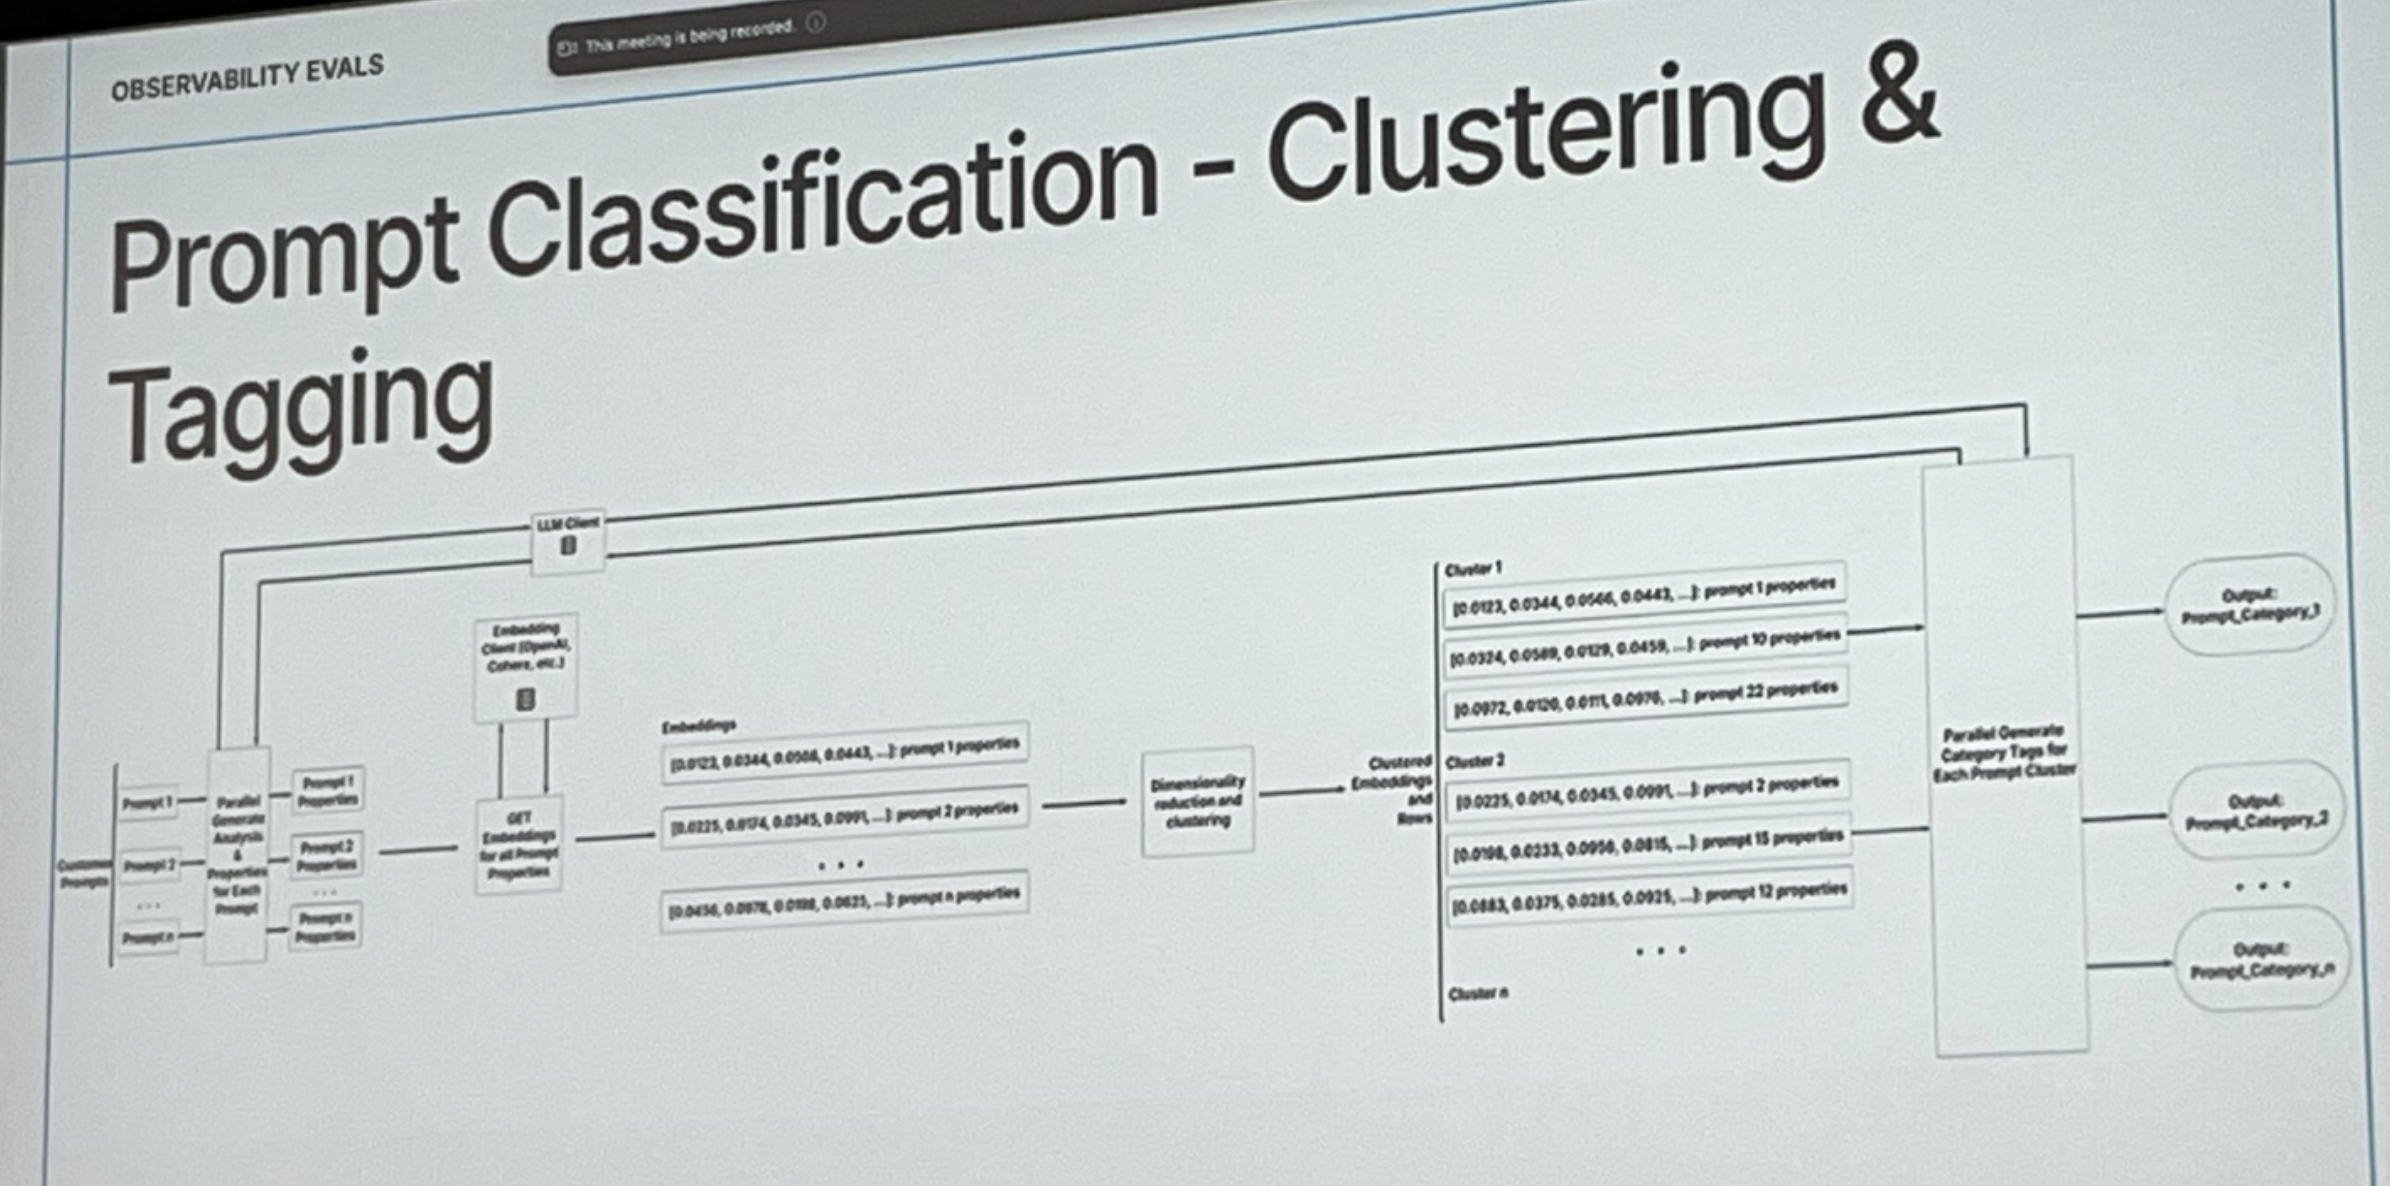 OBSERVABILITY EVALS
This meeting is being recorded.
Prompt Classification - Clustering &
Tagging
LLM Client
Embedding
Client (OpenAI,
Cohere, etc.)
Customer
Prompts
Prompt 1
Prompt 2
...
Prompt n
Parallel
Generate
Analysis
&
Properties
for Each
Prompt
Prompt 1
Properties
Prompt 2
Properties
...
Prompt n
Properties
GET
Embeddings
for all Prompt
Properties
Embeddings
[0.0123, 0.0344, 0.0566, 0.0443, ...]: prompt 1 properties
[0.0225, 0.0174, 0.0345, 0.0991, ...]: prompt 2 properties
...
prompt n properties
Dimensionality
reduction and
clustering
Clustered
Embeddings
and
Rows
Cluster 1
[0.0123, 0.0344, 0.0566, 0.0443, ...]: prompt 1 properties
[0.0324, 0.0589, 0.0129, 0.0459, ...]: prompt 10 properties
[0.0972, 0.0120, 0.0111, 0.0976, ...]: prompt 22 properties
Cluster 2
[0.0225, 0.0174, 0.0345, 0.0991, ...]: prompt 2 properties
[0.0198, 0.0233, 0.0956, 0.0815, ...]: prompt 15 properties
[0.0883, 0.0375, 0.0285, 0.0925, ...]: prompt 12 properties
...
Cluster n
Parallel Generate
Category Tags for
Each Prompt Cluster
Output:
Prompt_Category_1
Output:
Prompt_Category_2
...
Output:
Prompt_Category_n